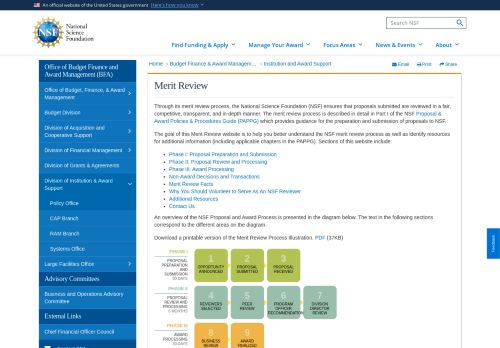 An official website of the United States government Here's how you know
National
Science
Foundation
NSF
Search NSF
Find Funding & Apply
Manage Your Award
Focus Areas
News & Events
About
Office of Budget Finance and
Award Management (BFA)
Office of Budget, Finance, & Award
Management
Budget Division
Division of Acquisition and
Cooperative Support
Division of Financial Management
Division of Grants & Agreements
Division of Institution & Award
Support
Policy Office
CAP Branch
RAM Branch
Systems Office
Large Facilities Office
Advisory Committees
Business and Operations Advisory
Committee
External Links
Chief Financial Officer Council
Home › Budget Finance & Award Managem... › Institution and Award Support
Email
Print
Share
Merit Review
Through its merit review process, the National Science Foundation (NSF) ensures that proposals submitted are reviewed in a fair,
competitive, transparent, and in-depth manner. The merit review process is described in detail in Part I of the NSF Proposal &
Award Policies & Procedures Guide (PAPPG) which provides guidance for the preparation and submission of proposals to NSF.
The goal of the Merit Review website is to help you better understand the NSF merit review process as well as identify resources
for additional information (including applicable chapters in the PAPPG). Sections of this website include:
Phase I: Proposal Preparation and Submission
Phase II: Proposal Review and Processing
Phase III: Award Processing
Non-Award Decisions and Transactions
Merit Review Facts
Why You Should Volunteer to Serve As An NSF Reviewer
Additional Resources
Contact Us
An overview of the NSF Proposal and Award Process is presented in the diagram below. The text in the following sections
correspond to the different areas on the diagram.
Download a printable version of the Merit Review Process Illustration. PDF (37KB)
PHASE I
PROPOSAL
PREPARATION
AND
SUBMISSION
90 DAYS
1
OPPORTUNITY
ANNOUNCED
2
PROPOSAL
SUBMITTED
3
PROPOSAL
RECEIVED
PHASE II
PROPOSAL
REVIEW AND
PROCESSING
6 MONTHS
4
REVIEWERS
SELECTED
5
PEER
REVIEW
6
PROGRAM
OFFICER
RECOMMENDATION
7
DIVISION
DIRECTOR
REVIEW
PHASE III
AWARD
PROCESSING
30 DAYS
8
BUSINESS
REVIEW
9
AWARD
FINALIZED
Feedback